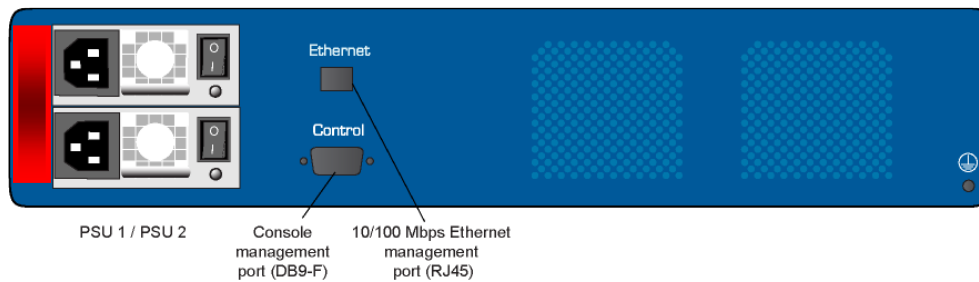 Ethernet
Control
PSU 1 / PSU 2
Console
management
port (DB9-F)
10/100 Mbps Ethernet
management
port (RJ45)